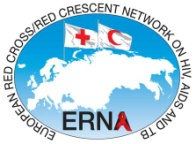 EUROPEAN RED CROSS/RED CRESCENT NETWORK ON HIV, AIDS AND TB
ERNA